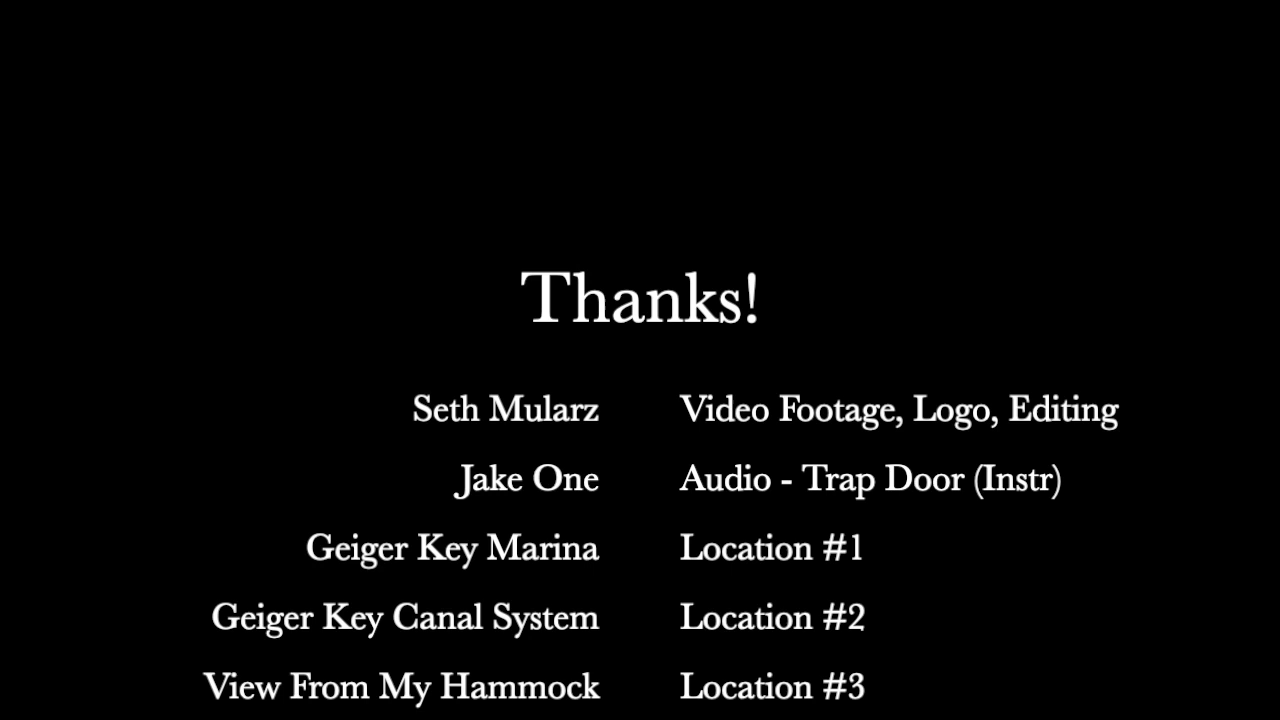 Thanks!
Seth Mularz Video Footage, Logo, Editing
Jake One Audio - Trap Door (Instr)
Geiger Key Marina Location #1
Geiger Key Canal System Location #2
View From My Hammock Location #3